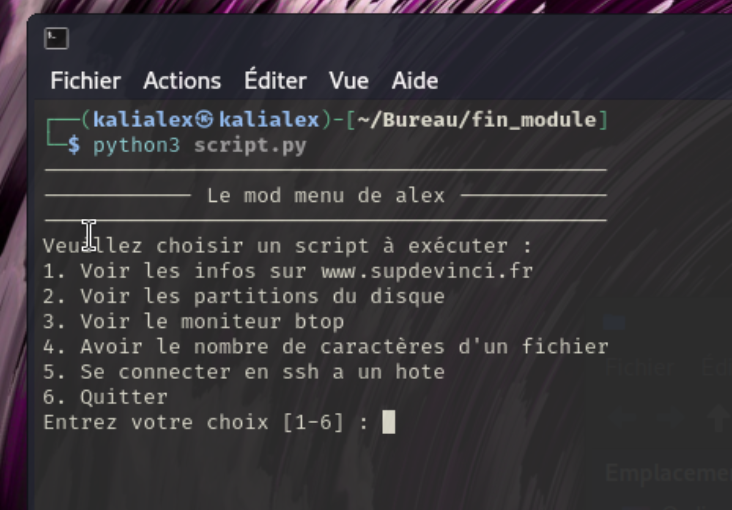 Fichier Actions Éditer Vue Aide
┌──(kalialex㉿kalialex)-[~/Bureau/fin_module]
└─$ python3 script.py
────────── Le mod menu de alex ──────────
Veuillez choisir un script à exécuter :
1. Voir les infos sur www.supdevinci.fr
2. Voir les partitions du disque
3. Voir le moniteur btop
4. Avoir le nombre de caractères d'un fichier
5. Se connecter en ssh a un hote
6. Quitter
Entrez votre choix [1-6] :
Fichier